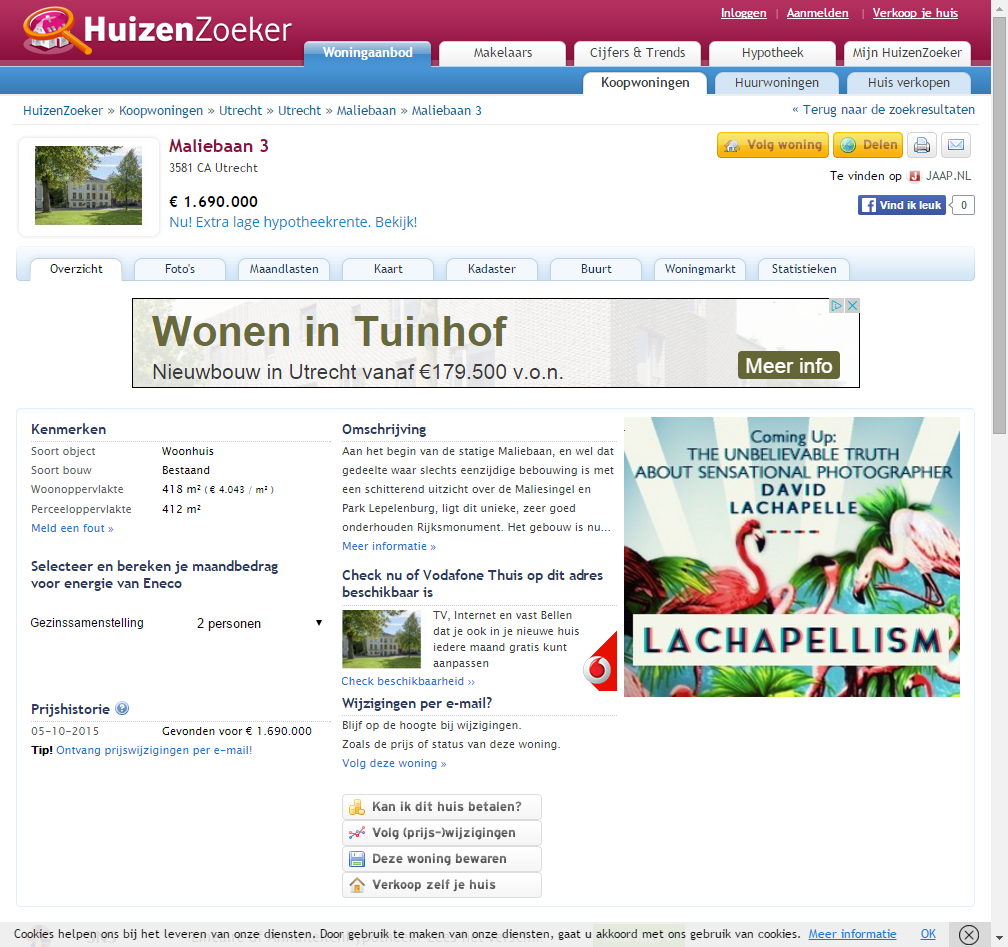 HuizenZoeker
Inloggen | Aanmelden | Verkoop je huis
Woningaanbod
Makelaars
Cijfers & Trends
Hypotheek
Mijn HuizenZoeker
Koopwoningen
Huurwoningen
Huis verkopen
HuizenZoeker » Koopwoningen » Utrecht » Utrecht » Maliebaan » Maliebaan 3
« Terug naar de zoekresultaten
Maliebaan 3
3581 CA Utrecht
€ 1.690.000
Nu! Extra lage hypotheekrente. Bekijk!
Volg woning
Delen
Te vinden op JAAP.NL
Vind ik leuk 0
Overzicht
Foto's
Maandlasten
Kaart
Kadaster
Buurt
Woningmarkt
Statistieken
Wonen in Tuinhof
Nieuwbouw in Utrecht vanaf €179.500 v.o.n.
Meer info
Kenmerken
Soort object Woonhuis
Soort bouw Bestaand
Woonoppervlakte 418 m² ( € 4.043 / m² )
Perceeloppervlakte 412 m²
Meld een fout »
Selecteer en bereken je maandbedrag
voor energie van Eneco
Gezinssamenstelling 2 personen
Prijshistorie
05-10-2015 Gevonden voor € 1.690.000
Tip! Ontvang prijswijzigingen per e-mail!
Omschrijving
Aan het begin van de statige Maliebaan, en wel dat
gedeelte waar slechts eenzijdige bebouwing is met
een schitterend uitzicht over de Maliesingel en
Park Lepelenburg, ligt dit unieke, zeer goed
onderhouden Rijksmonument. Het gebouw is nu...
Meer informatie »
Check nu of Vodafone Thuis op dit adres
beschikbaar is
TV, Internet en vast Bellen
dat je ook in je nieuwe huis
iedere maand gratis kunt
aanpassen
Check beschikbaarheid ››
Wijzigingen per e-mail?
Blijf op de hoogte bij wijzigingen.
Zoals de prijs of status van deze woning.
Volg deze woning »
Kan ik dit huis betalen?
Volg (prijs-)wijzigingen
Deze woning bewaren
Verkoop zelf je huis
Coming Up:
THE UNBELIEVABLE TRUTH
ABOUT SENSATIONAL PHOTOGRAPHER
DAVID
LACHAPELLE
LACHAPELLISM
Cookies helpen ons bij het leveren van onze diensten. Door gebruik te maken van onze diensten, gaat u akkoord met ons gebruik van cookies. Meer informatie OK